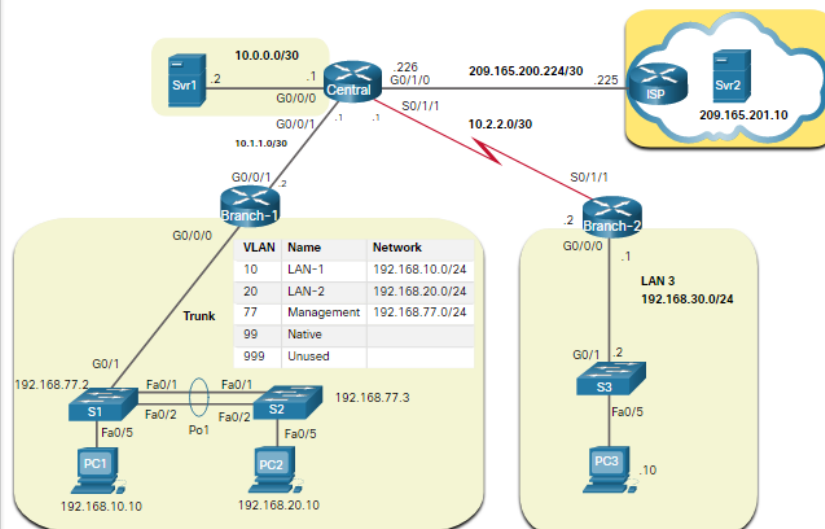 10.0.0.0/30
Svr1
.2
.1
G0/0/0
Central
.226
G0/1/0
209.165.200.224/30
.225
ISP
Svr2
209.165.201.10
S0/1/1
G0/0/1
.1
.1
10.2.2.0/30
10.1.1.0/30
G0/0/1
.2
Branch-1
G0/0/0
S0/1/1
.2
Branch-2
G0/0/0
.1
VLAN Name Network
10 LAN-1 192.168.10.0/24
20 LAN-2 192.168.20.0/24
77 Management 192.168.77.0/24
99 Native
999 Unused
Trunk
LAN 3
192.168.30.0/24
G0/1
192.168.77.2
S1
Fa0/1
Fa0/1
Fa0/2
Fa0/2
Po1
S2
192.168.77.3
Fa0/5
Fa0/5
PC1
192.168.10.10
PC2
192.168.20.10
G0/1
.2
S3
Fa0/5
PC3
.10